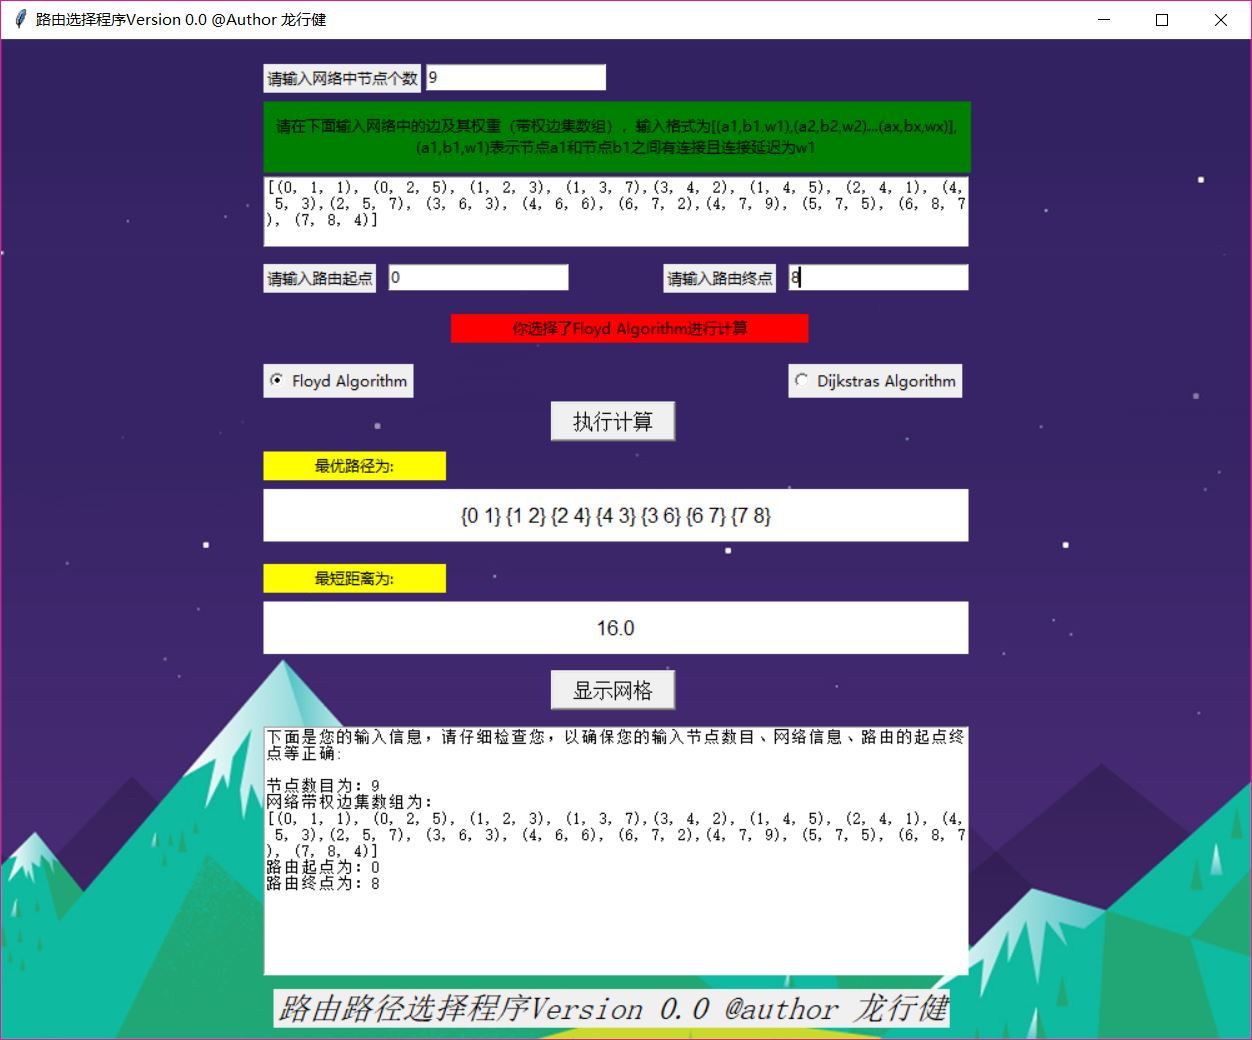 路由选择程序Version 0.0 @Author 龙行健
请输入网络中节点个数 9
请在下面输入网络中的边及其权重（带权边集数组），输入格式为[(a1,b1,w1),(a2,b2,w2)...(ax,bx,wx)],
(a1,b1,w1)表示节点a1和节点b1之间有连接且连接延迟为w1
[(0, 1, 1), (0, 2, 5), (1, 2, 3), (1, 3, 7),(3, 4, 2), (1, 4, 5), (2, 4, 1), (4,
5, 3),(2, 5, 7), (3, 6, 3), (4, 6, 6), (6, 7, 2),(4, 7, 9), (5, 7, 5), (6, 8, 7
), (7, 8, 4)]
请输入路由起点 0 请输入路由终点 8
你选择了Floyd Algorithm进行计算
Floyd Algorithm Dijkstras Algorithm
执行计算
最优路径为:
{0 1} {1 2} {2 4} {4 3} {3 6} {6 7} {7 8}
最短距离为:
16.0
显示网格
下面是您的输入信息，请仔细检查您，以确保您的输入节点数目、网络信息、路由的起点终
点等正确:
节点数目为: 9
网络带权边集数组为:
[(0, 1, 1), (0, 2, 5), (1, 2, 3), (1, 3, 7),(3, 4, 2), (1, 4, 5), (2, 4, 1), (4,
5, 3),(2, 5, 7), (3, 6, 3), (4, 6, 6), (6, 7, 2),(4, 7, 9), (5, 7, 5), (6, 8, 7
), (7, 8, 4)]
路由起点为: 0
路由终点为: 8
路由路径选择程序Version 0.0 @author 龙行健